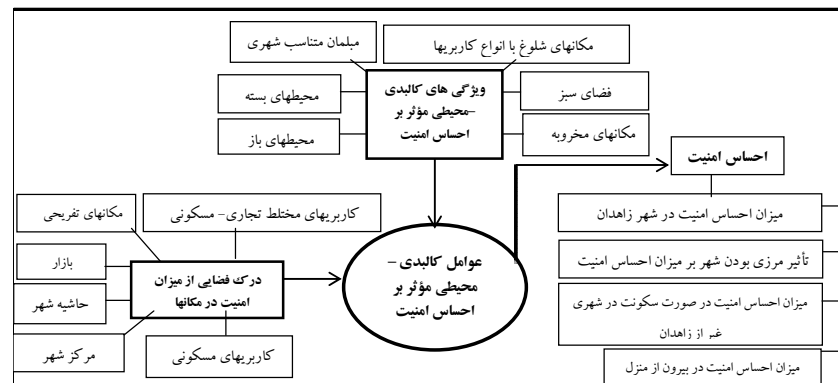 مکانهای شلوغ با انواع کاربریها
مبلمان متناسب شهری
ویژگی های کالبدی
–محیطی مؤثر بر
احساس امنیت
فضای سبز
محیطهای بسته
مکانهای مخروبه
محیطهای باز
احساس امنیت
میزان احساس امنیت در شهر زاهدان
تأثیر مرزی بودن شهر بر میزان احساس امنیت
میزان احساس امنیت در صورت سکونت در شهری
غیر از زاهدان
میزان احساس امنیت در بیرون از منزل
عوامل کالبدی –
محیطی مؤثر بر
احساس امنیت
کاربریهای مختلط تجاری- مسکونی
مکانهای تفریحی
درک فضایی از میزان
امنیت در مکانها
بازار
حاشیه شهر
کاربریهای مسکونی
مرکز شهر